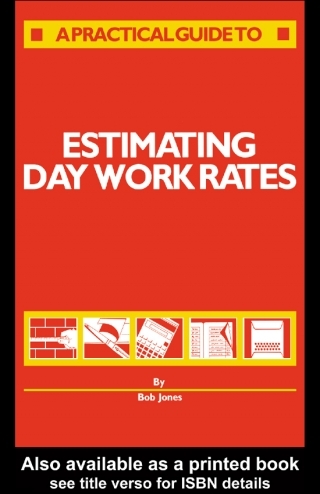 A PRACTICAL GUIDE TO
ESTIMATING
DAY WORK RATES
By
Bob Jones
Also available as a printed book
see title verso for ISBN details